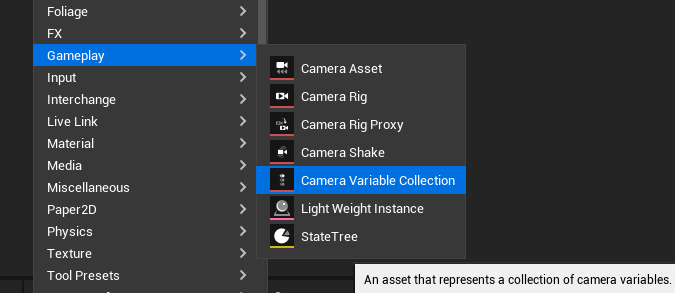 Foliage
FX
Gameplay
Input
Interchange
Live Link
Material
Media
Miscellaneous
Paper2D
Physics
Texture
Tool Presets
Camera Asset
Camera Rig
Camera Rig Proxy
Camera Shake
Camera Variable Collection
Light Weight Instance
StateTree
An asset that represents a collection of camera variables.